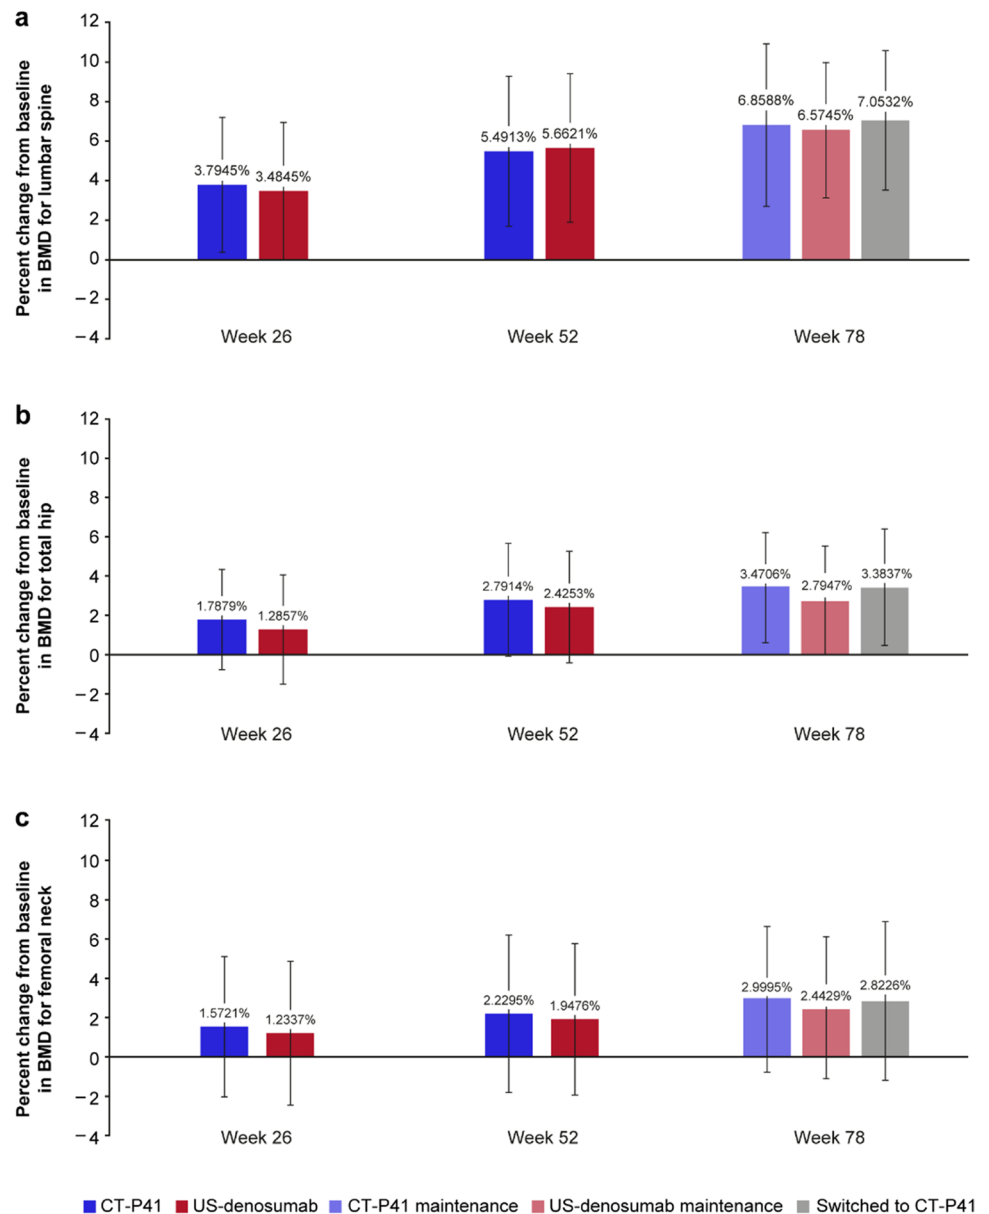 a
Percent change from baseline
in BMD for lumbar spine
12
10
8
6
4
2
0
−2
−4
3.7945%
3.4845%
5.4913%
5.6621%
6.8588%
6.5745%
7.0532%
Week 26
Week 52
Week 78
b
Percent change from baseline
in BMD for total hip
12
10
8
6
4
2
0
−2
−4
1.7879%
1.2857%
2.7914%
2.4253%
3.4706%
2.7947%
3.3837%
Week 26
Week 52
Week 78
c
Percent change from baseline
in BMD for femoral neck
12
10
8
6
4
2
0
−2
−4
1.5721%
1.2337%
2.2295%
1.9476%
2.9995%
2.4429%
2.8226%
Week 26
Week 52
Week 78
CT-P41 US-denosumab CT-P41 maintenance US-denosumab maintenance Switched to CT-P41